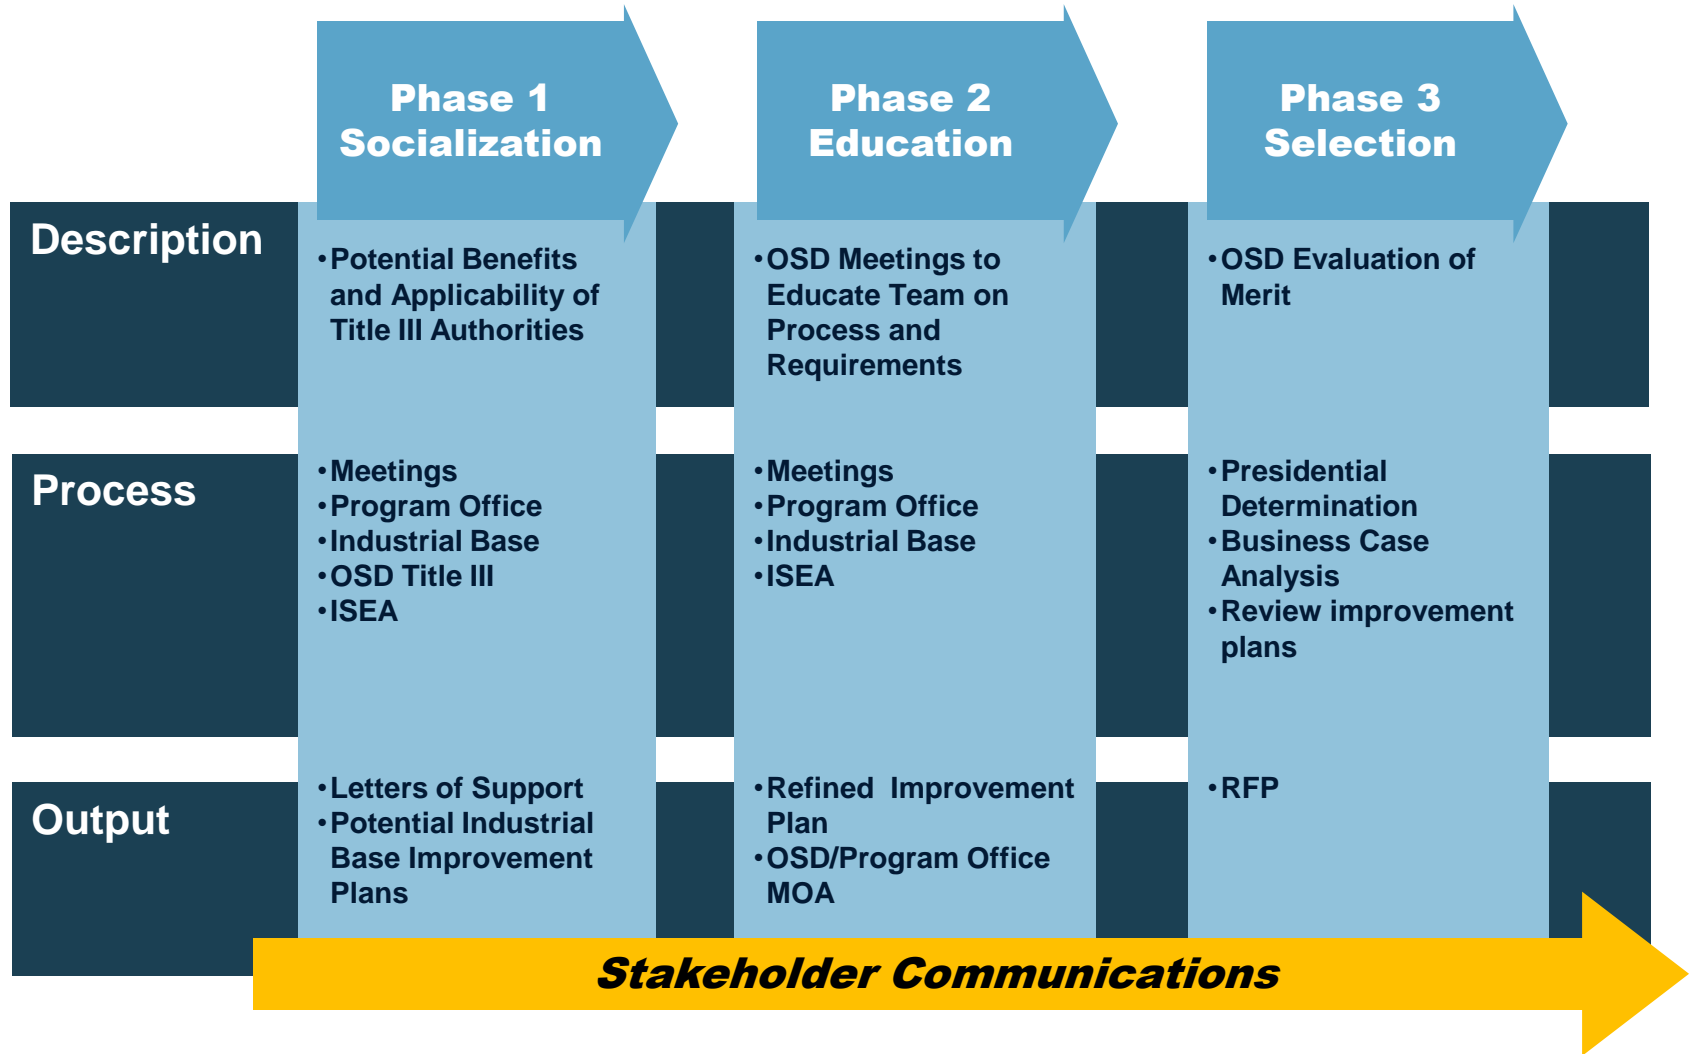 Phase 1
Socialization
Phase 2
Education
Phase 3
Selection
Description
•Potential Benefits
and Applicability of
Title III Authorities
•OSD Meetings to
Educate Team on
Process and
Requirements
•OSD Evaluation of
Merit
Process
•Meetings
•Program Office
•Industrial Base
•OSD Title III
•ISEA
•Meetings
•Program Office
•Industrial Base
•ISEA
•Presidential
Determination
•Business Case
Analysis
•Review improvement
plans
Output
•Letters of Support
•Potential Industrial
Base Improvement
Plans
•Refined  Improvement
Plan
•OSD/Program Office
MOA
•RFP
Stakeholder Communications